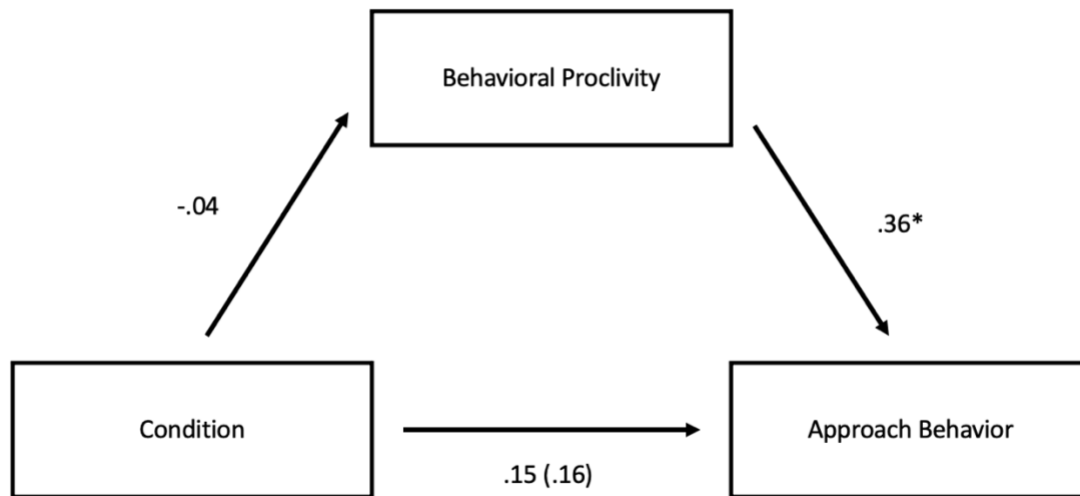 Behavioral Proclivity
-.04
.36*
Condition
Approach Behavior
.15 (.16)